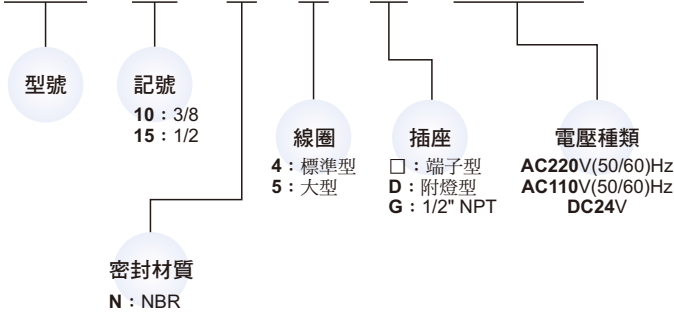 型號
記號
10：3/8
15：1/2
線圈
4：標準型
5：大型
插座
□：端子型
D：附燈型
G：1/2" NPT
電壓種類
AC220V(50/60)Hz
AC110V(50/60)Hz
DC24V
密封材質
N：NBR